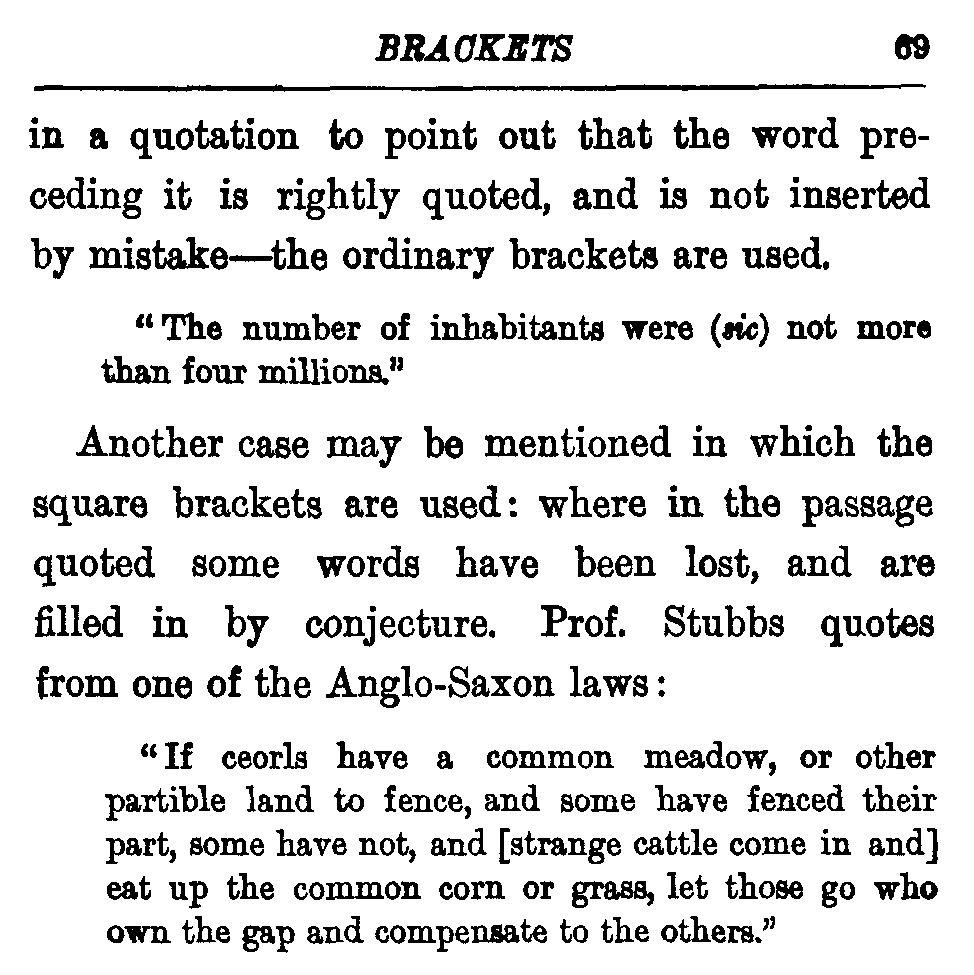 BRACKETS 69
in a quotation to point out that the word pre-
ceding it is rightly quoted, and is not inserted
by mistake—the ordinary brackets are used.
“The number of inhabitants were (sic) not more
than four millions.”
Another case may be mentioned in which the
square brackets are used: where in the passage
quoted some words have been lost, and are
filled in by conjecture. Prof. Stubbs quotes
from one of the Anglo-Saxon laws:
“If ceorls have a common meadow, or other
partible land to fence, and some have fenced their
part, some have not, and [strange cattle come in and]
eat up the common corn or grass, let those go who
own the gap and compensate to the others.”